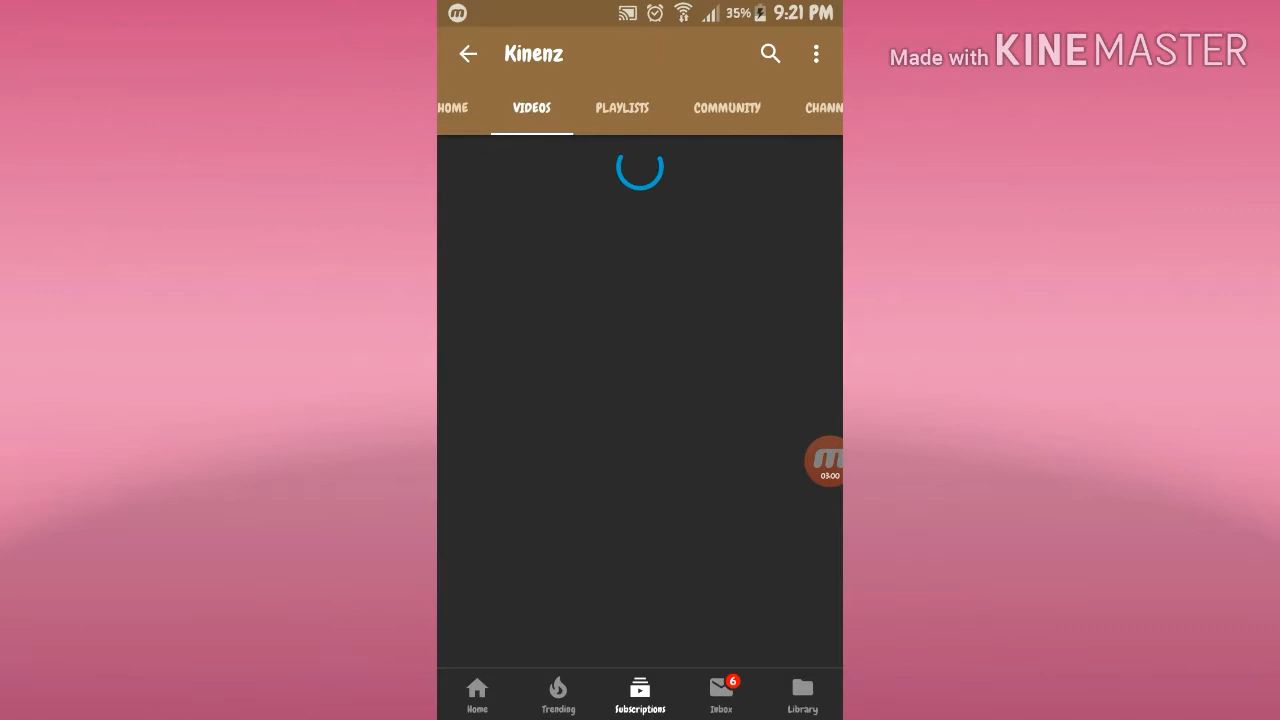 35% 9:21 PM
Made with KINEMASTER
Kinenz
HOME VIDEOS PLAYLISTS COMMUNITY CHANN
m
03:00
6
Home Trending Subscriptions Inbox Library